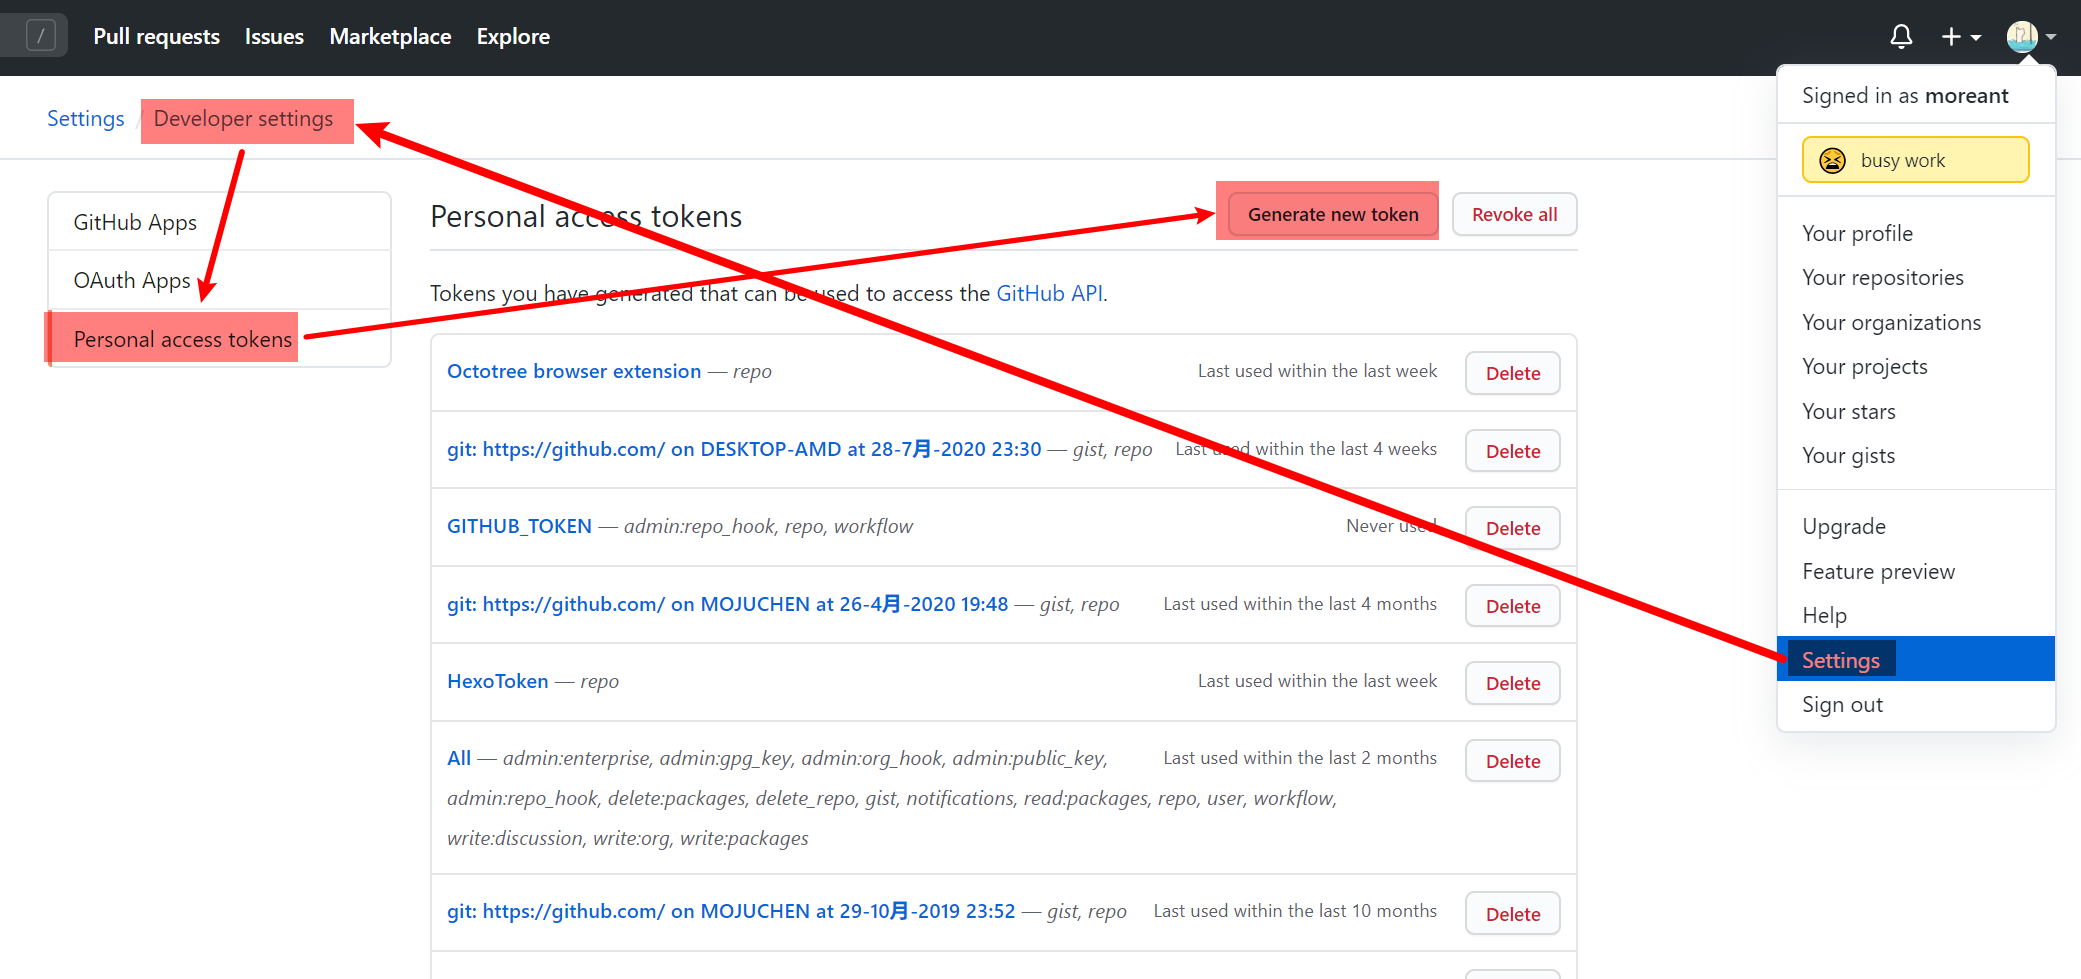 / Pull requests Issues Marketplace Explore
Settings / Developer settings
GitHub Apps
OAuth Apps
Personal access tokens
Personal access tokens
Generate new token
Revoke all
Tokens you have generated that can be used to access the GitHub API.
Octotree browser extension — repo Last used within the last week Delete
git: https://github.com/ on DESKTOP-AMD at 28-7月-2020 23:30 — gist, repo Last used within the last 4 weeks Delete
GITHUB_TOKEN — admin:repo_hook, repo, workflow Never used Delete
git: https://github.com/ on MOJUCHEN at 26-4月-2020 19:48 — gist, repo Last used within the last 4 months Delete
HexoToken — repo Last used within the last week Delete
All — admin:enterprise, admin:gpg_key, admin:org_hook, admin:public_key, Last used within the last 2 months Delete
admin:repo_hook, delete:packages, delete_repo, gist, notifications, read:packages, repo, user, workflow,
write:discussion, write:org, write:packages
git: https://github.com/ on MOJUCHEN at 29-10月-2019 23:52 — gist, repo Last used within the last 10 months Delete
Signed in as moreant
busy work
Your profile
Your repositories
Your organizations
Your projects
Your stars
Your gists
Upgrade
Feature preview
Help
Settings
Sign out